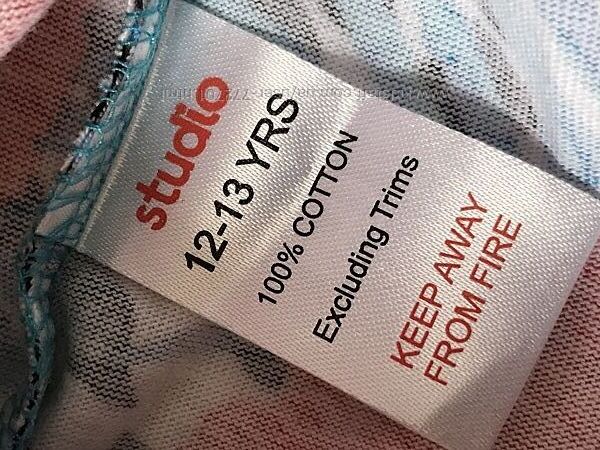 studio
12-13 YRS
100% COTTON
Excluding Trims
KEEP AWAY
FROM FIRE